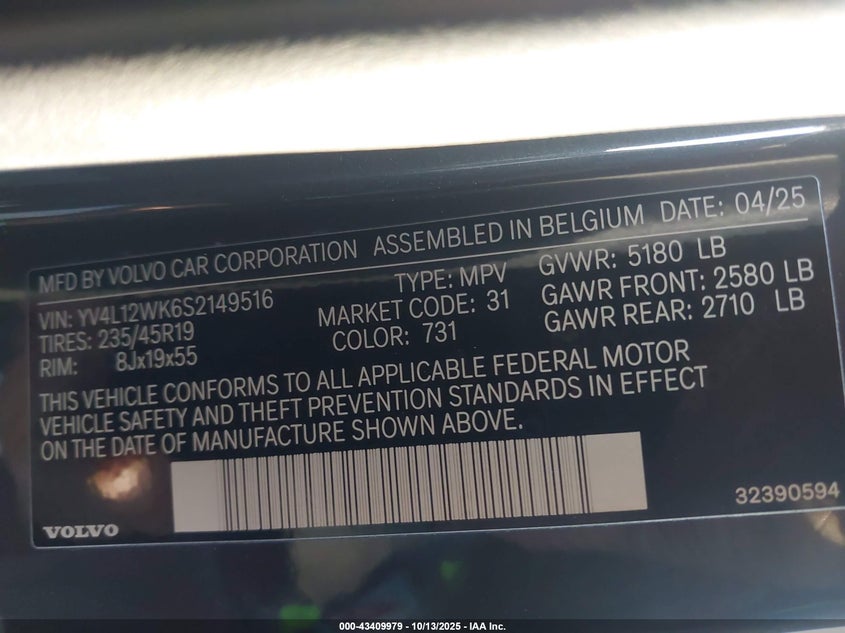 MFD BY VOLVO CAR CORPORATION ASSEMBLED IN BELGIUM DATE: 04/25
VIN: YV4L12WK6S2149516 TYPE: MPV GVWR: 5180 LB
TIRES: 235/45R19 MARKET CODE: 31 GAWR FRONT: 2580 LB
RIM: 8Jx19x55 COLOR: 731 GAWR REAR: 2710 LB
THIS VEHICLE CONFORMS TO ALL APPLICABLE FEDERAL MOTOR
VEHICLE SAFETY AND THEFT PREVENTION STANDARDS IN EFFECT
ON THE DATE OF MANUFACTURE SHOWN ABOVE.
VOLVO 32390594
000-43409979 - 10/13/2025 - IAA Inc.